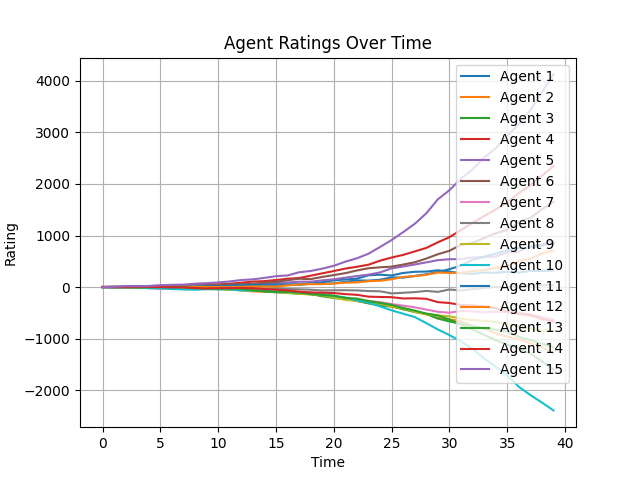 Agent Ratings Over Time
Rating
4000
3000
2000
1000
0
−1000
−2000
0 5 10 15 20 25 30 35 40
Time
Agent 1
Agent 2
Agent 3
Agent 4
Agent 5
Agent 6
Agent 7
Agent 8
Agent 9
Agent 10
Agent 11
Agent 12
Agent 13
Agent 14
Agent 15